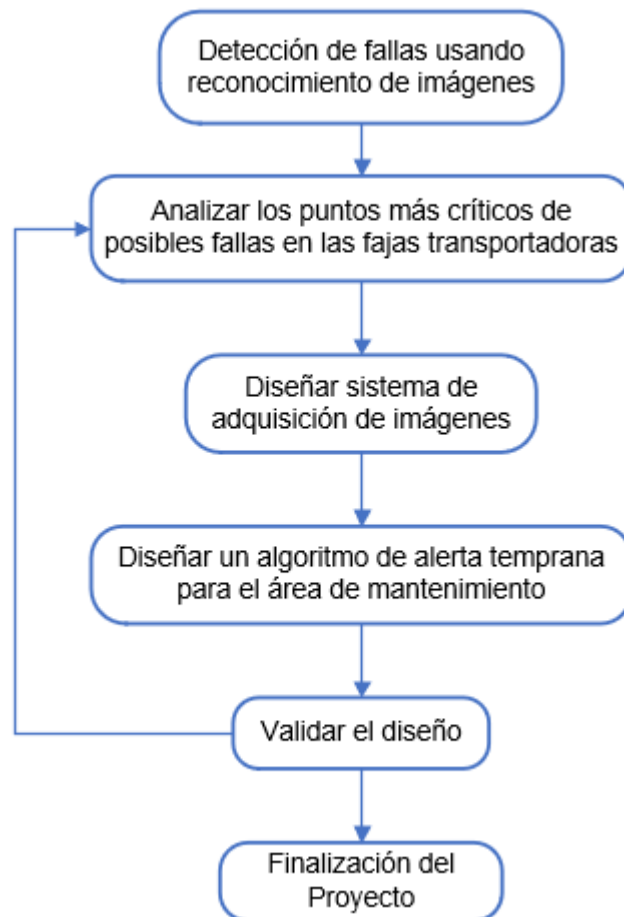 Detección de fallas usando
reconocimiento de imágenes
Analizar los puntos más críticos de
posibles fallas en las fajas transportadoras
Diseñar sistema de
adquisición de imágenes
Diseñar un algoritmo de alerta temprana
para el área de mantenimiento
Validar el diseño
Finalización del
Proyecto